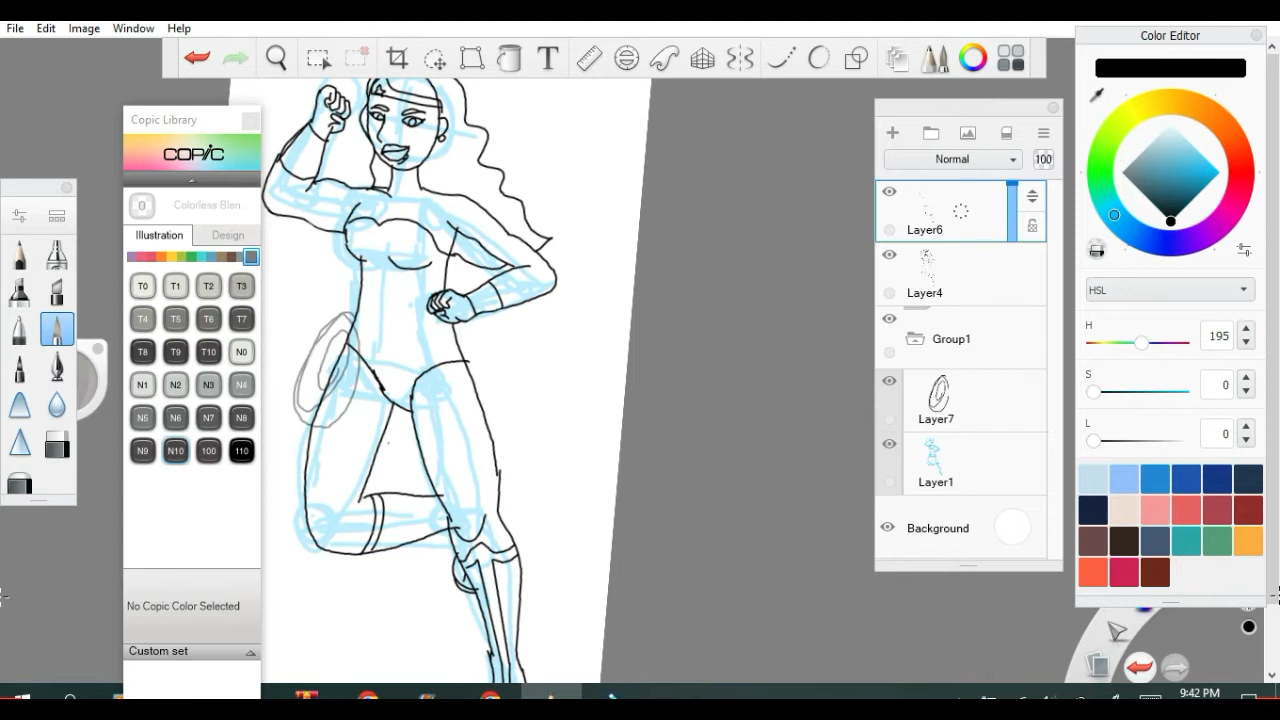 File Edit Image Window Help
Color Editor
Copic Library
COPIC
0 Colorless Blen
Illustration Design
T0 T1 T2 T3
T4 T5 T6 T7
T8 T9 T10 N0
N1 N2 N3 N4
N5 N6 N7 N8
N9 N10 100 110
No Copic Color Selected
Custom set
Normal 100
Layer6
Layer4
Group1
Layer7
Layer1
Background
HSL
H 195
S 0
L 0
9:42 PM